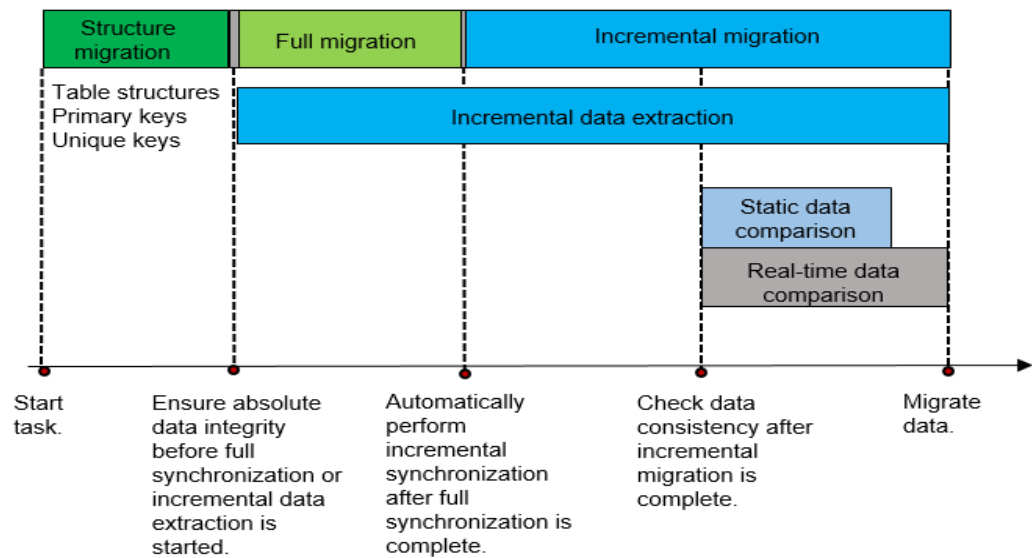 Structure
migration
Full migration
Incremental migration
Table structures
Primary keys
Unique keys
Incremental data extraction
Static data
comparison
Real-time data
comparison
Start
task.
Ensure absolute
data integrity
before full
synchronization or
incremental data
extraction is
started.
Automatically
perform
incremental
synchronization
after full
synchronization is
complete.
Check data
consistency after
incremental
migration is
complete.
Migrate
data.